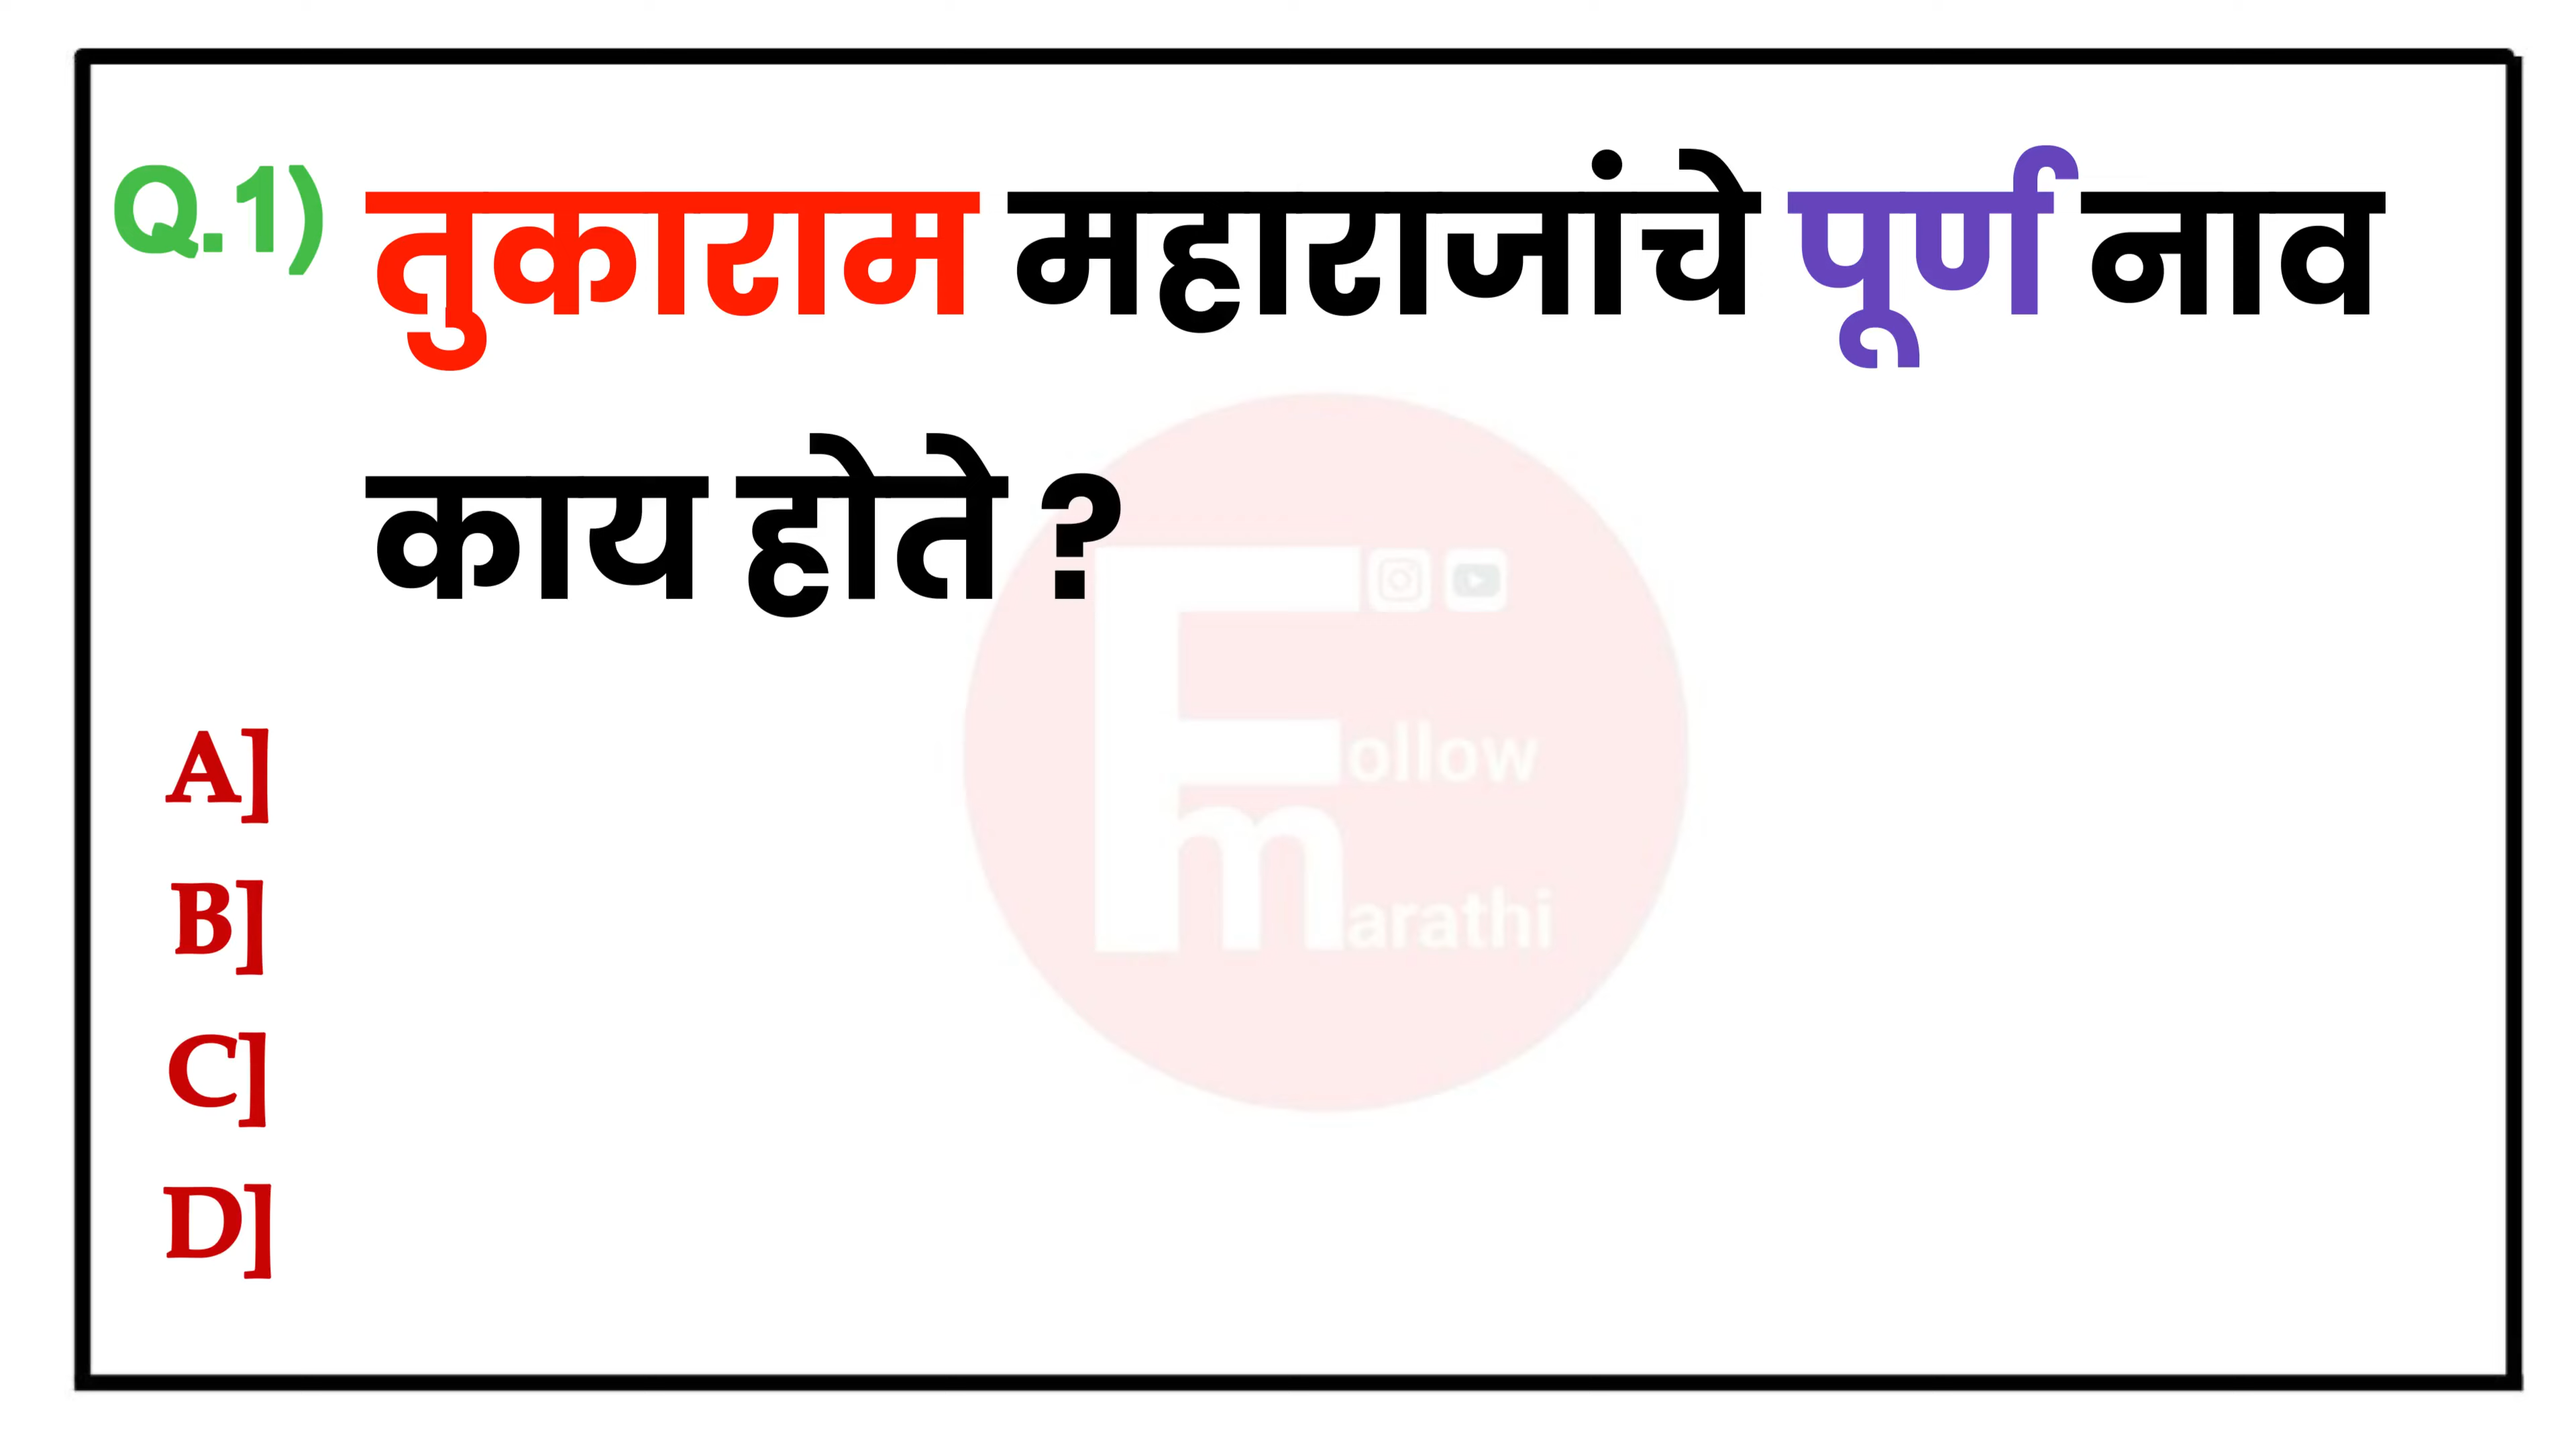 Q.1) तुकाराम महाराजांचे पूर्ण नाव
काय होते ?
Follow
marathi
A]
B]
C]
D]